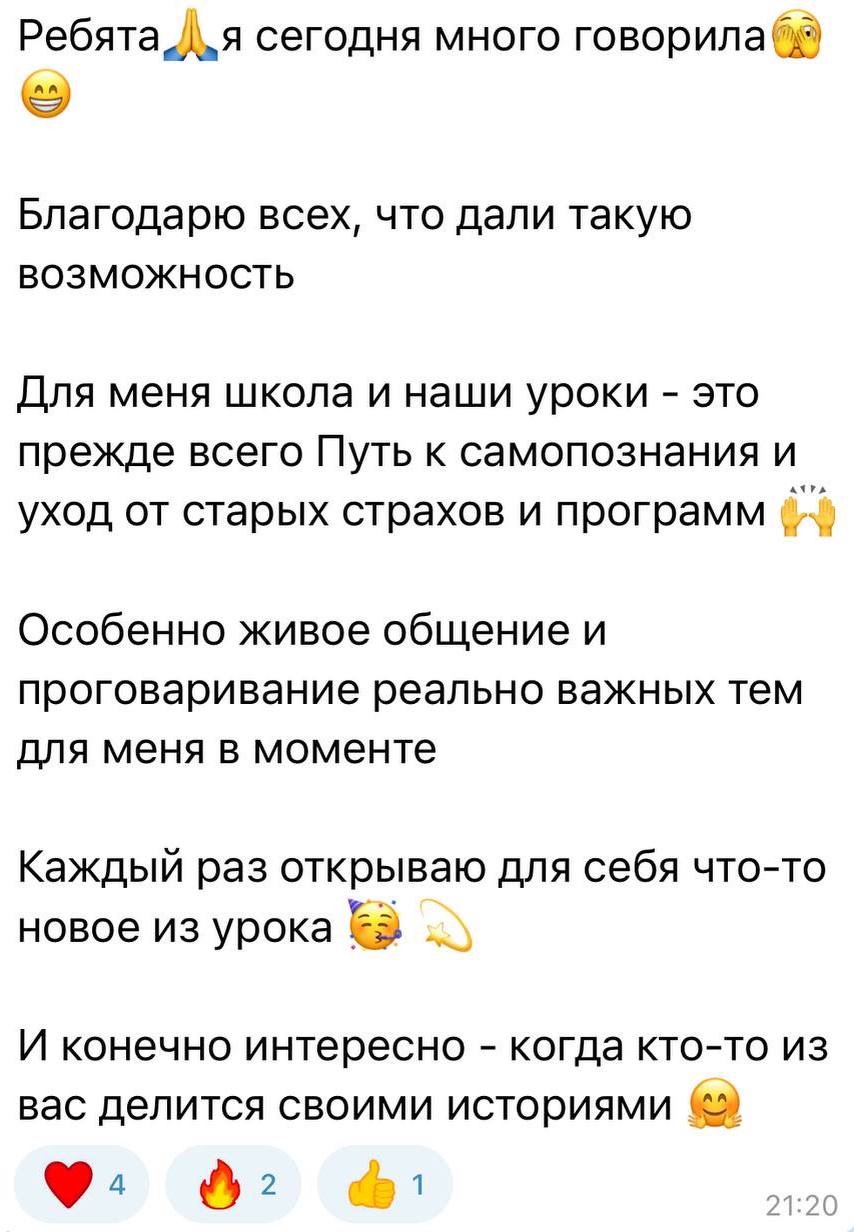 Ребята🙏я сегодня много говорила🫣
😁
Благодарю всех, что дали такую
возможность
Для меня школа и наши уроки - это
прежде всего Путь к самопознания и
уход от старых страхов и программ 🙌
Особенно живое общение и
проговаривание реально важных тем
для меня в моменте
Каждый раз открываю для себя что-то
новое из урока 🥳 💫
И конечно интересно - когда кто-то из
вас делится своими историями 🤗
❤️ 4 🔥 2 👍 1
21:20